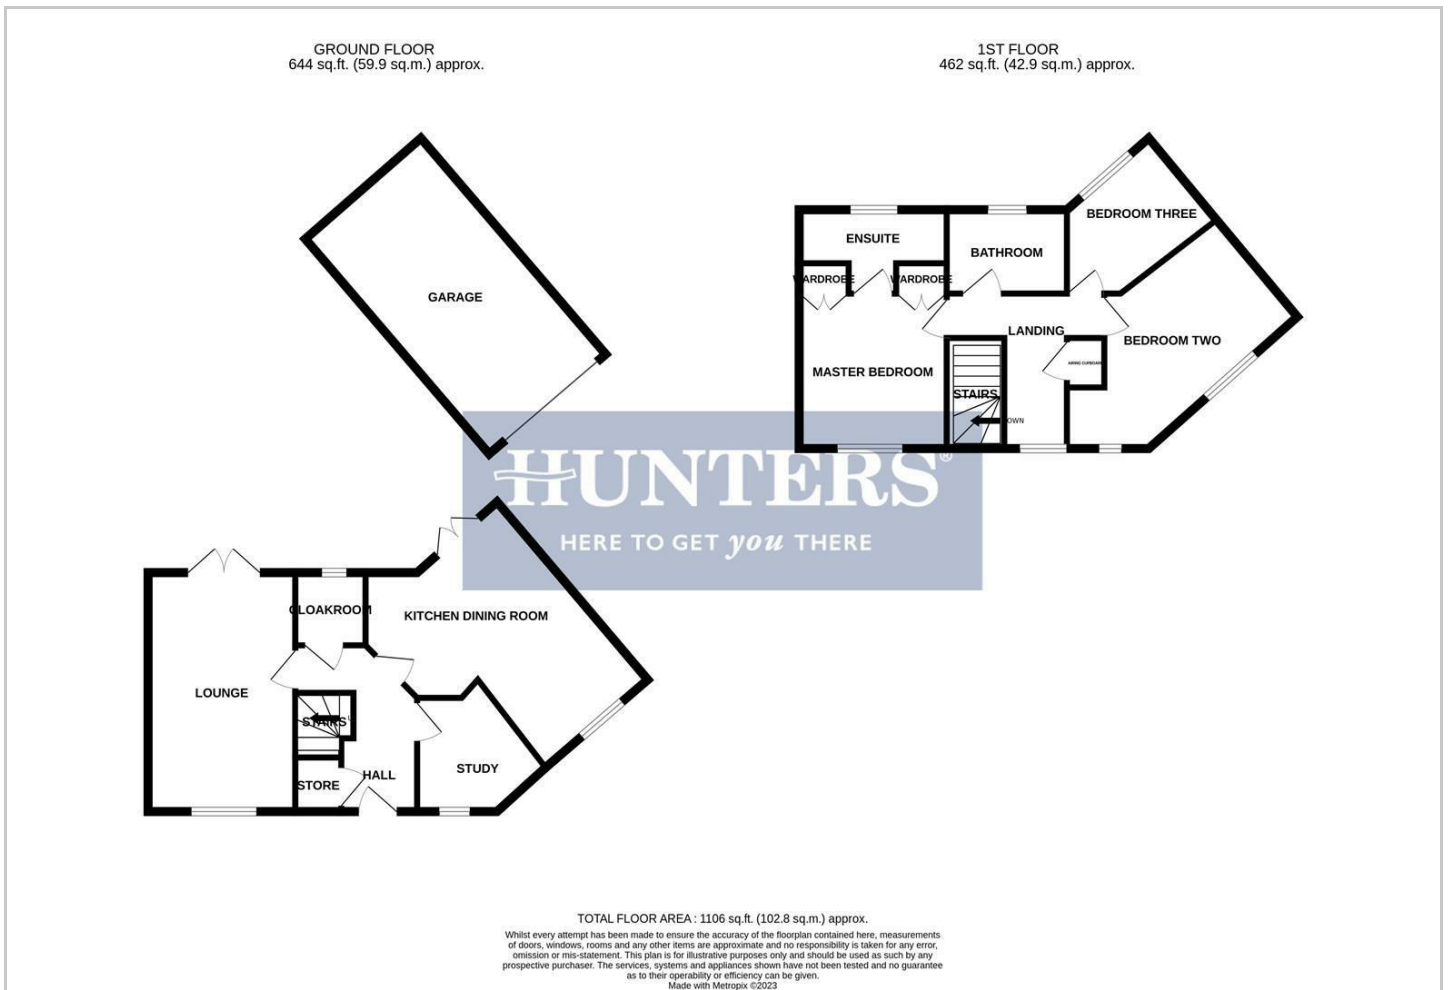 GROUND FLOOR
644 sq.ft. (59.9 sq.m.) approx.
1ST FLOOR
462 sq.ft. (42.9 sq.m.) approx.
GARAGE
LOUNGE
CLOAKROOM
KITCHEN DINING ROOM
STAIRS
STORE
HALL
STUDY
ENSUITE
WARDROBE
WARDROBE
BATHROOM
BEDROOM THREE
LANDING
BEDROOM TWO
MASTER BEDROOM
AIRING CUPBOARD
STAIRS
DOWN
HUNTERS®
HERE TO GET you THERE
TOTAL FLOOR AREA : 1106 sq.ft. (102.8 sq.m.) approx.
Whilst every attempt has been made to ensure the accuracy of the floorplan contained here, measurements
of doors, windows, rooms and any other items are approximate and no responsibility is taken for any error,
omission or mis-statement. This plan is for illustrative purposes only and should be used as such by any
prospective purchaser. The services, systems and appliances shown have not been tested and no guarantee
as to their operability or efficiency can be given.
Made with Metropix ©2023